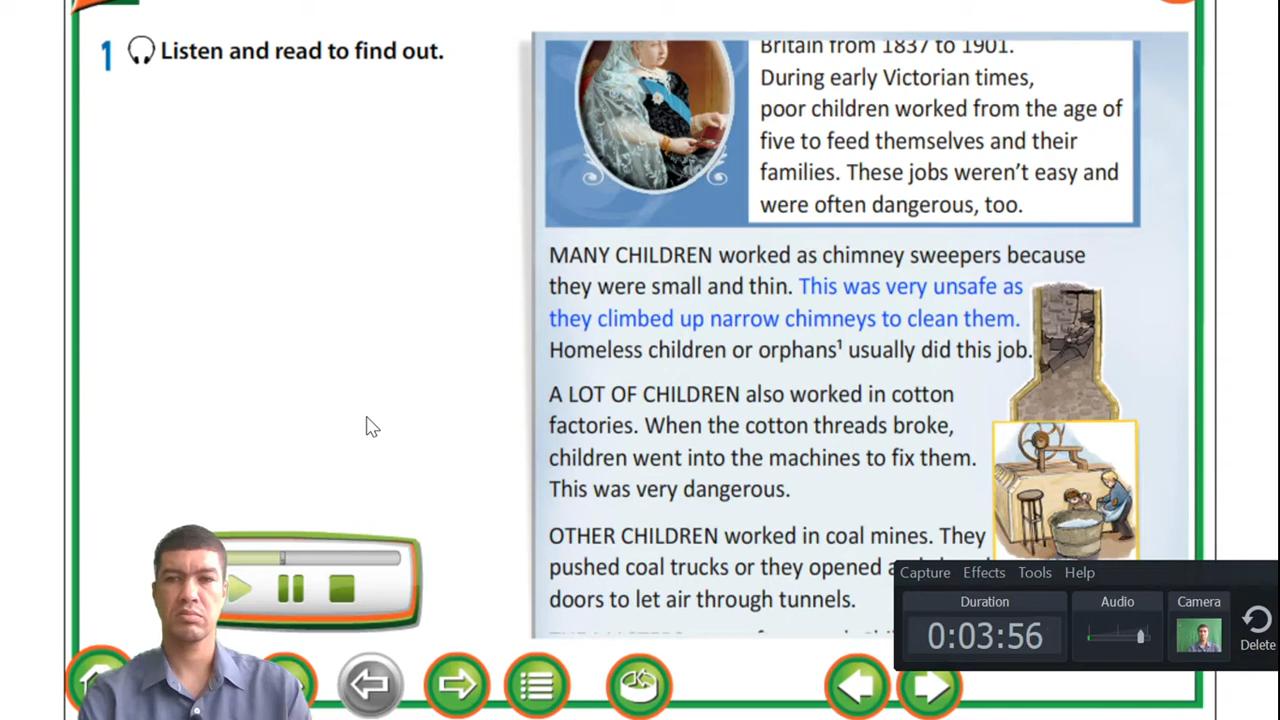 1 Listen and read to find out.
Britain from 1837 to 1901.
During early Victorian times,
poor children worked from the age of
five to feed themselves and their
families. These jobs weren't easy and
were often dangerous, too.
MANY CHILDREN worked as chimney sweepers because
they were small and thin. This was very unsafe as
they climbed up narrow chimneys to clean them.
Homeless children or orphans¹ usually did this job.
A LOT OF CHILDREN also worked in cotton
factories. When the cotton threads broke,
children went into the machines to fix them.
This was very dangerous.
OTHER CHILDREN worked in coal mines. They
pushed coal trucks or they opened
doors to let air through tunnels.
Capture Effects Tools Help
Duration Audio Camera
0:03:56
Delete